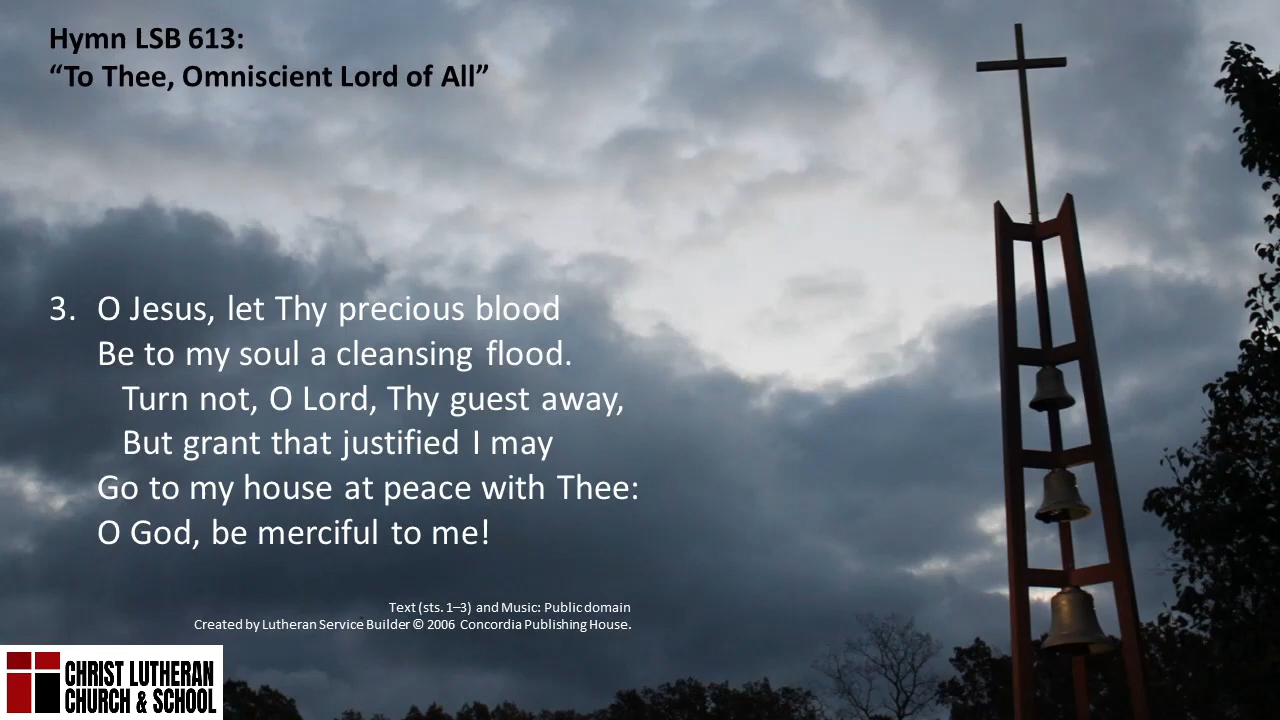 Hymn LSB 613:
“To Thee, Omniscient Lord of All”
3. O Jesus, let Thy precious blood
Be to my soul a cleansing flood.
Turn not, O Lord, Thy guest away,
But grant that justified I may
Go to my house at peace with Thee:
O God, be merciful to me!
Text (sts. 1–3) and Music: Public domain
Created by Lutheran Service Builder © 2006 Concordia Publishing House.
CHRIST LUTHERAN
CHURCH & SCHOOL